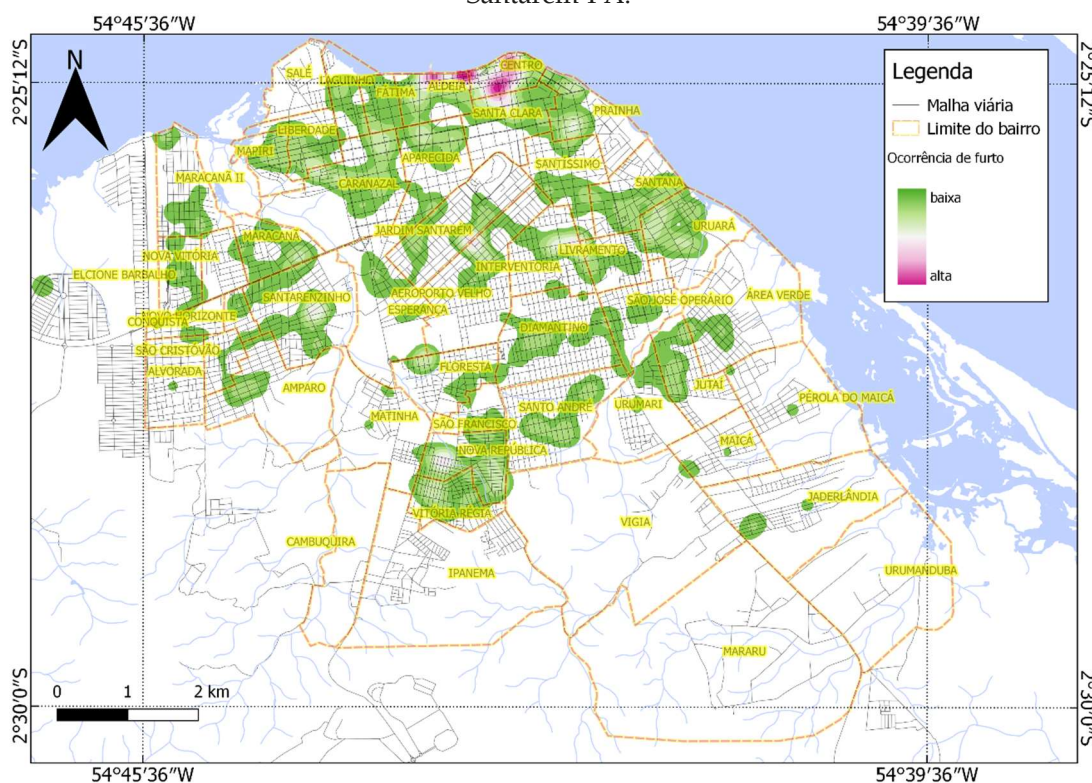 Santarém-PA.
54°45′36″W
54°39′36″W
2°25′12″S
2°25′12″S
N
Legenda
Malha viária
Limite do bairro
Ocorrência de furto
baixa
alta
SALÉ
LAGUINHO
FÁTIMA
ALDEIA
CENTRO
SANTA CLARA
PRAINHA
LIBERDADE
MAPIRI
APARECIDA
SANTÍSSIMO
MARACANÃ II
CARANAZAL
SANTANA
JARDIM SANTARÉM
URUARÁ
MARACANÃ
NOVA VITÓRIA
LIVRAMENTO
INTERVENTORIA
ELCIONE BARBALHO
SANTARENZINHO
AEROPORTO VELHO
SÃO JOSÉ OPERÁRIO
ÁREA VERDE
ESPERANÇA
NOVO HORIZONTE
CONQUISTA
DIAMANTINO
SÃO CRISTÓVÃO
FLORESTA
ALVORADA
AMPARO
JUTAÍ
PÉROLA DO MAICÁ
MATINHA
SANTO ANDRÉ
URUMARI
SÃO FRANCISCO
MAICÁ
NOVA REPÚBLICA
JADERLÂNDIA
VITÓRIA RÉGIA
VIGIA
CAMBUQUIRA
IPANEMA
URUMANDUBA
MARARU
0 1 2 km
2°30′0″S
2°30′0″S
54°45′36″W
54°39′36″W